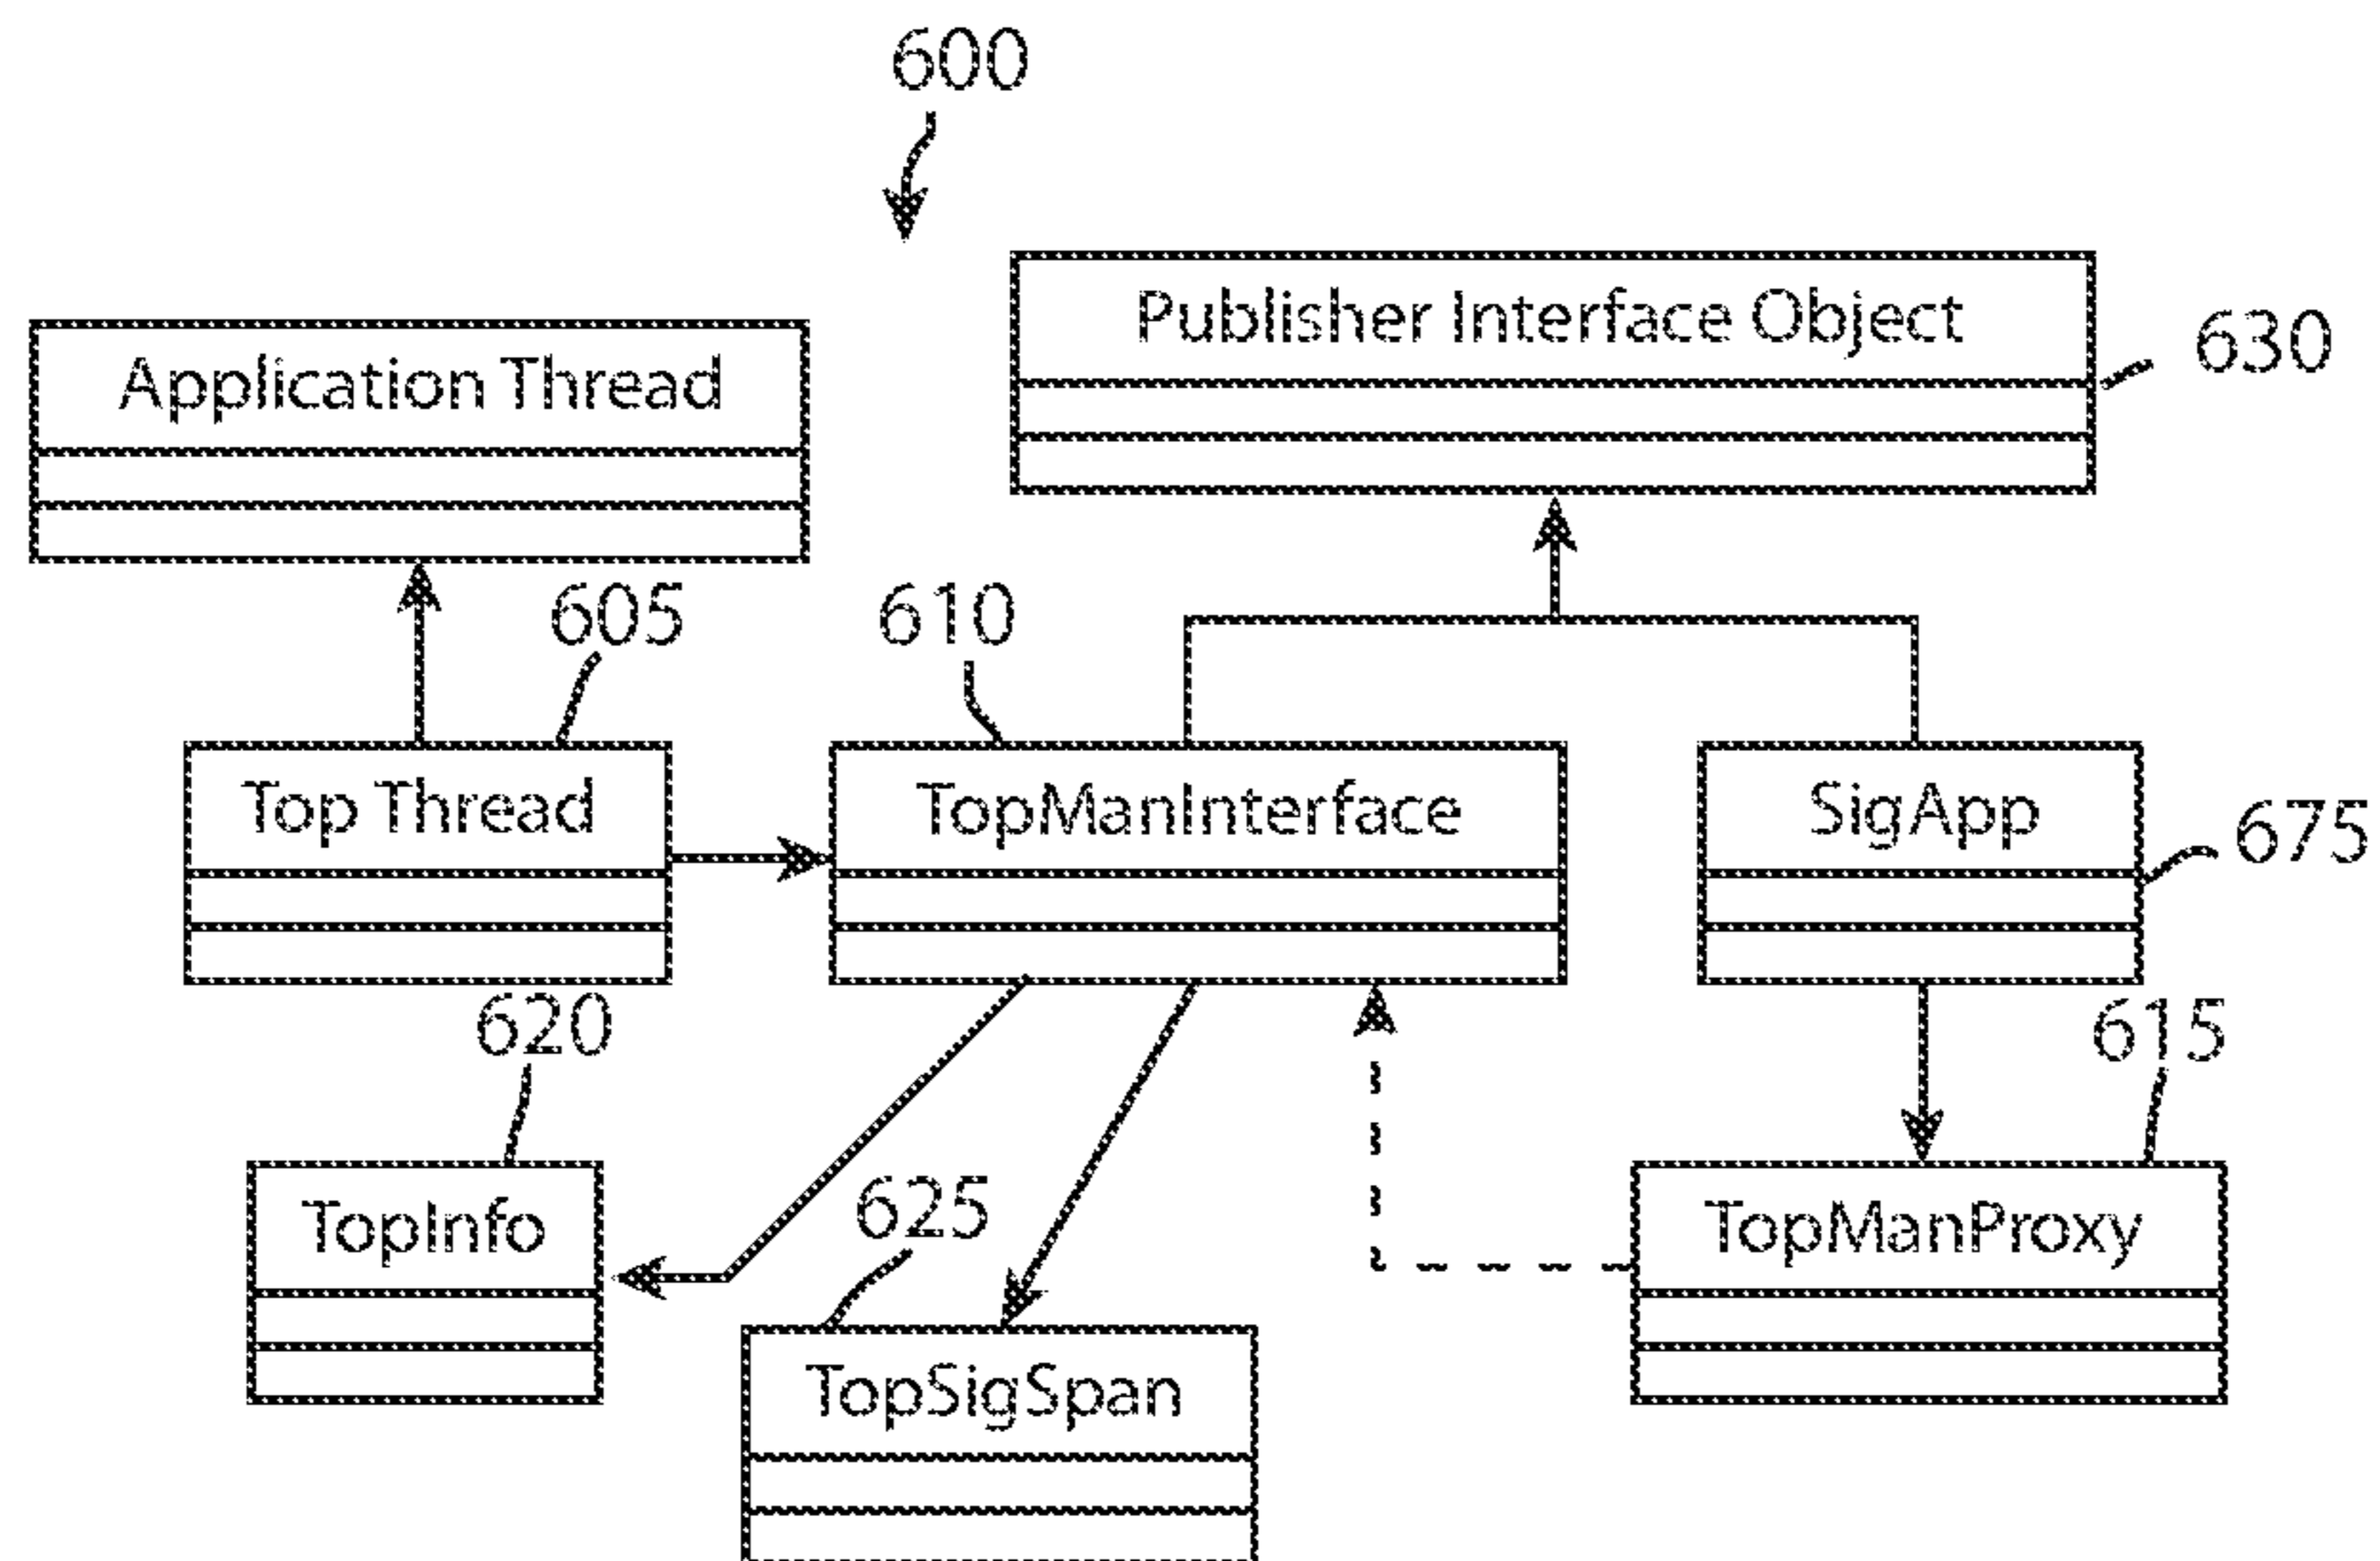 600
Publisher Interface Object
630
Application Thread
605
610
Top Thread
TopManInterface
SigApp
675
620
615
TopInfo
625
TopManProxy
TopSigSpan